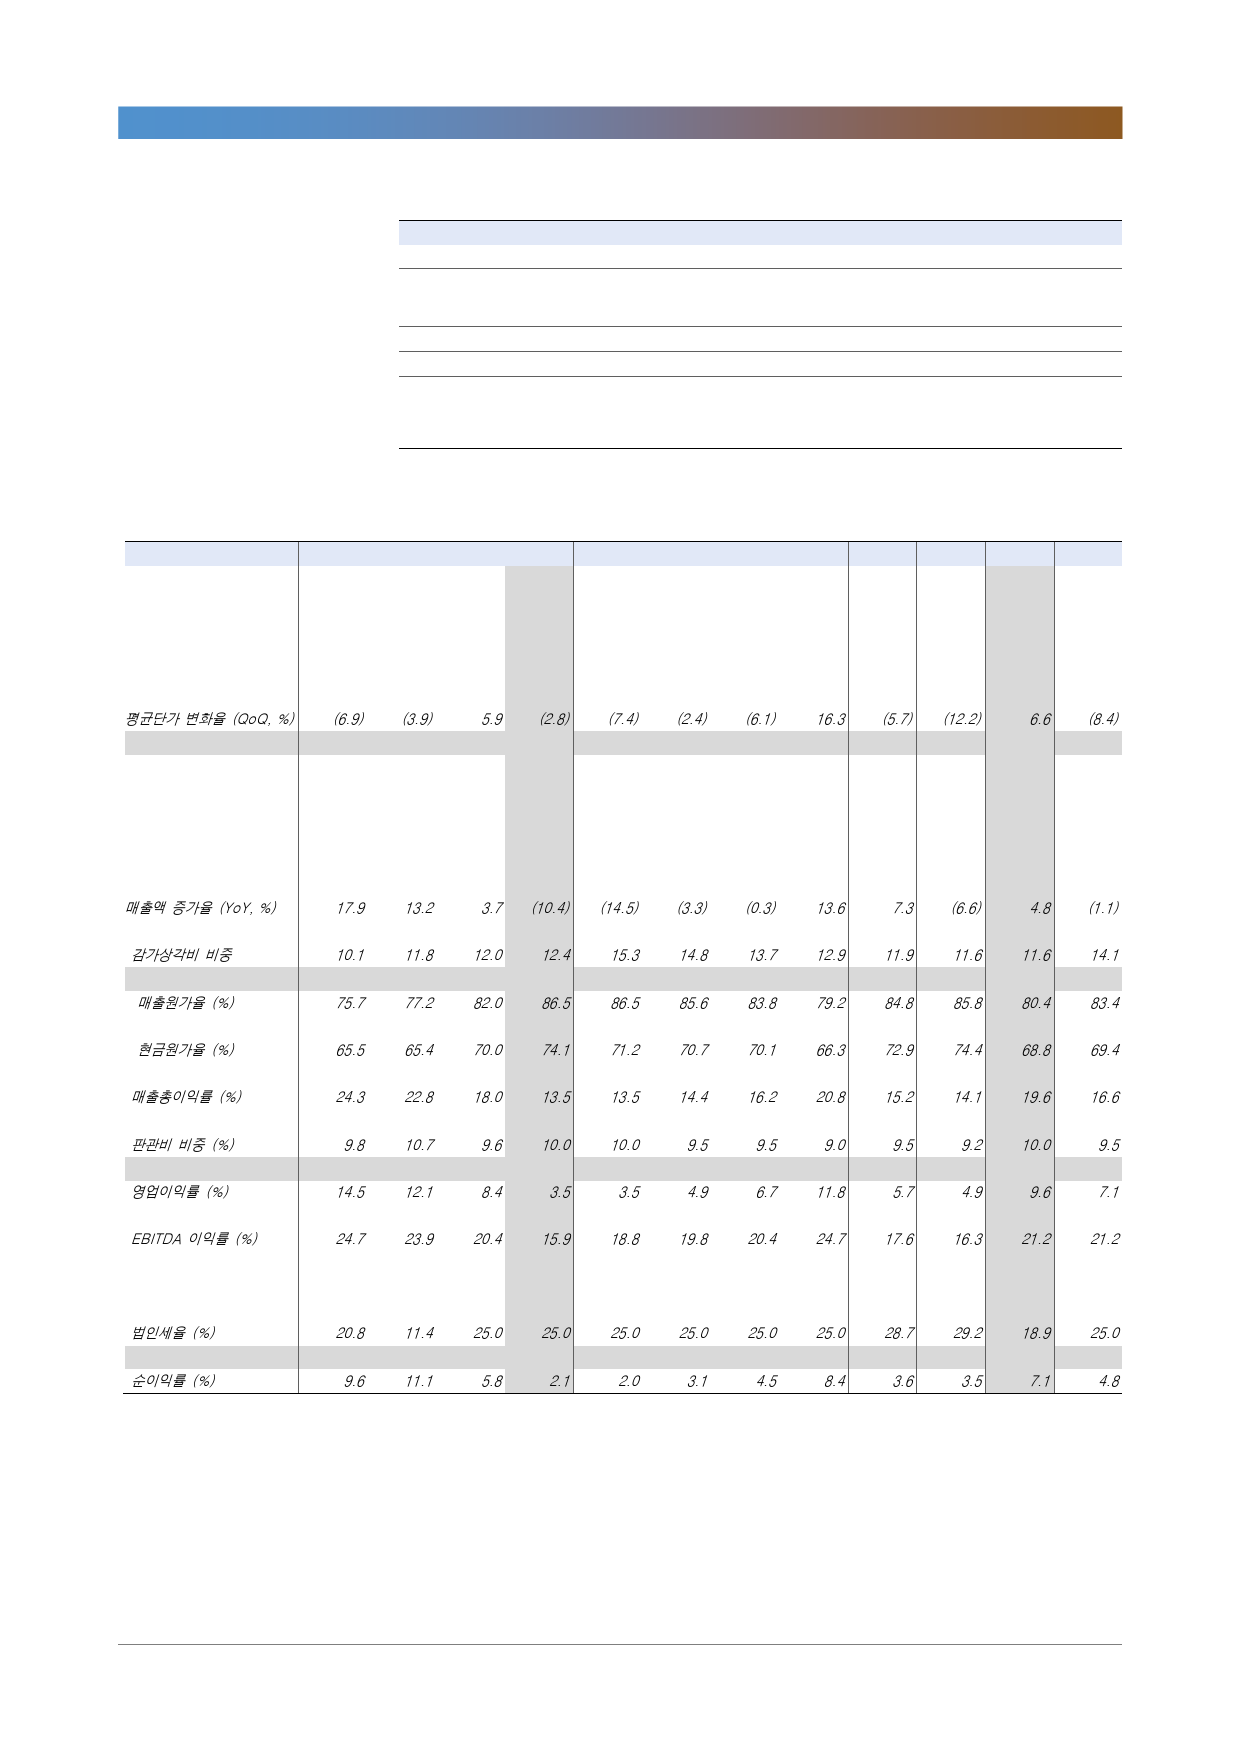 평균단가 변화율 (QoQ, %) (6.9) (3.9) 5.9 (2.8) (7.4) (2.4) (6.1) 16.3 (5.7) (12.2) 6.6 (8.4)
매출액 증가율 (YoY, %) 17.9 13.2 3.7 (10.4) (14.5) (3.3) (0.3) 13.6 7.3 (6.6) 4.8 (1.1)
감가상각비 비중 10.1 11.8 12.0 12.4 15.3 14.8 13.7 12.9 11.9 11.6 11.6 14.1
매출원가율 (%) 75.7 77.2 82.0 86.5 86.5 85.6 83.8 79.2 84.8 85.8 80.4 83.4
현금원가율 (%) 65.5 65.4 70.0 74.1 71.2 70.7 70.1 66.3 72.9 74.4 68.8 69.4
매출총이익률 (%) 24.3 22.8 18.0 13.5 13.5 14.4 16.2 20.8 15.2 14.1 19.6 16.6
판관비 비중 (%) 9.8 10.7 9.6 10.0 10.0 9.5 9.5 9.0 9.5 9.2 10.0 9.5
영업이익률 (%) 14.5 12.1 8.4 3.5 3.5 4.9 6.7 11.8 5.7 4.9 9.6 7.1
EBITDA 이익률 (%) 24.7 23.9 20.4 15.9 18.8 19.8 20.4 24.7 17.6 16.3 21.2 21.2
법인세율 (%) 20.8 11.4 25.0 25.0 25.0 25.0 25.0 25.0 28.7 29.2 18.9 25.0
순이익률 (%) 9.6 11.1 5.8 2.1 2.0 3.1 4.5 8.4 3.6 3.5 7.1 4.8